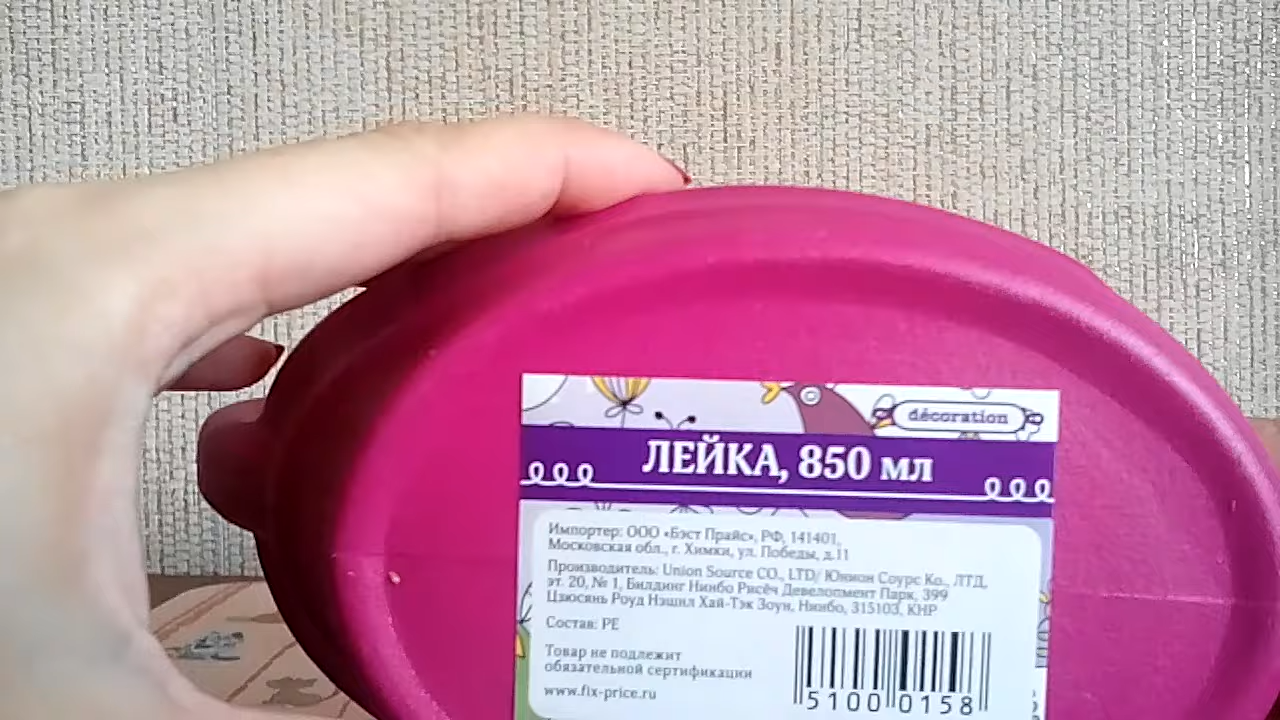 décoration
ЛЕЙКА, 850 мл
Импортер: ООО «Бэст Прайс», РФ, 141401,
Московская обл., г. Химки, ул. Победы, д.11
Производитель: Union Source CO., LTD/ Юнион Соурс Ко., ЛТД,
эт. 20, № 1, Билдинг Нинбо Рисёч Девелопмент Парк, 399
Цзюсянь Роуд Нэшнл Хай-Тэк Зоун, Нинбо, 315103, КНР
Состав: PE
Товар не подлежит
обязательной сертификации
www.fix-price.ru
5100 0158